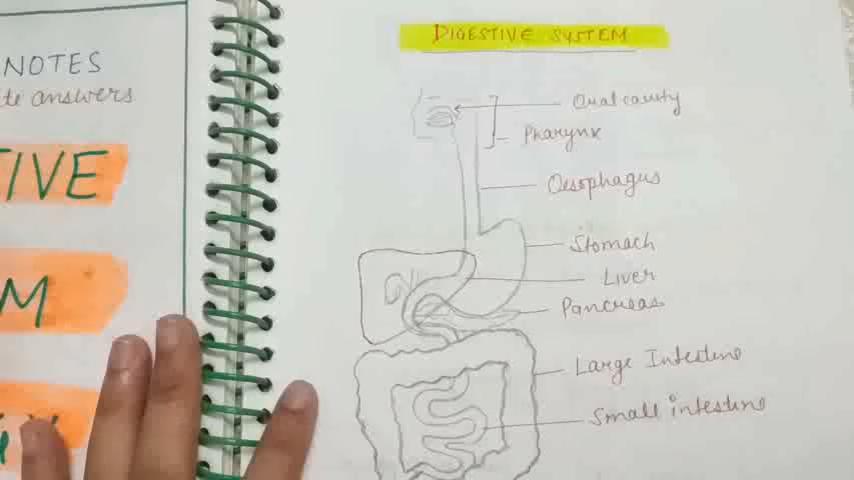 NOTES
te answers
TIVE
M
DIGESTIVE SYSTEM
Oral cavity
Pharynx
Oesophagus
Stomach
Liver
Pancreas
Large Intestine
Small intestine